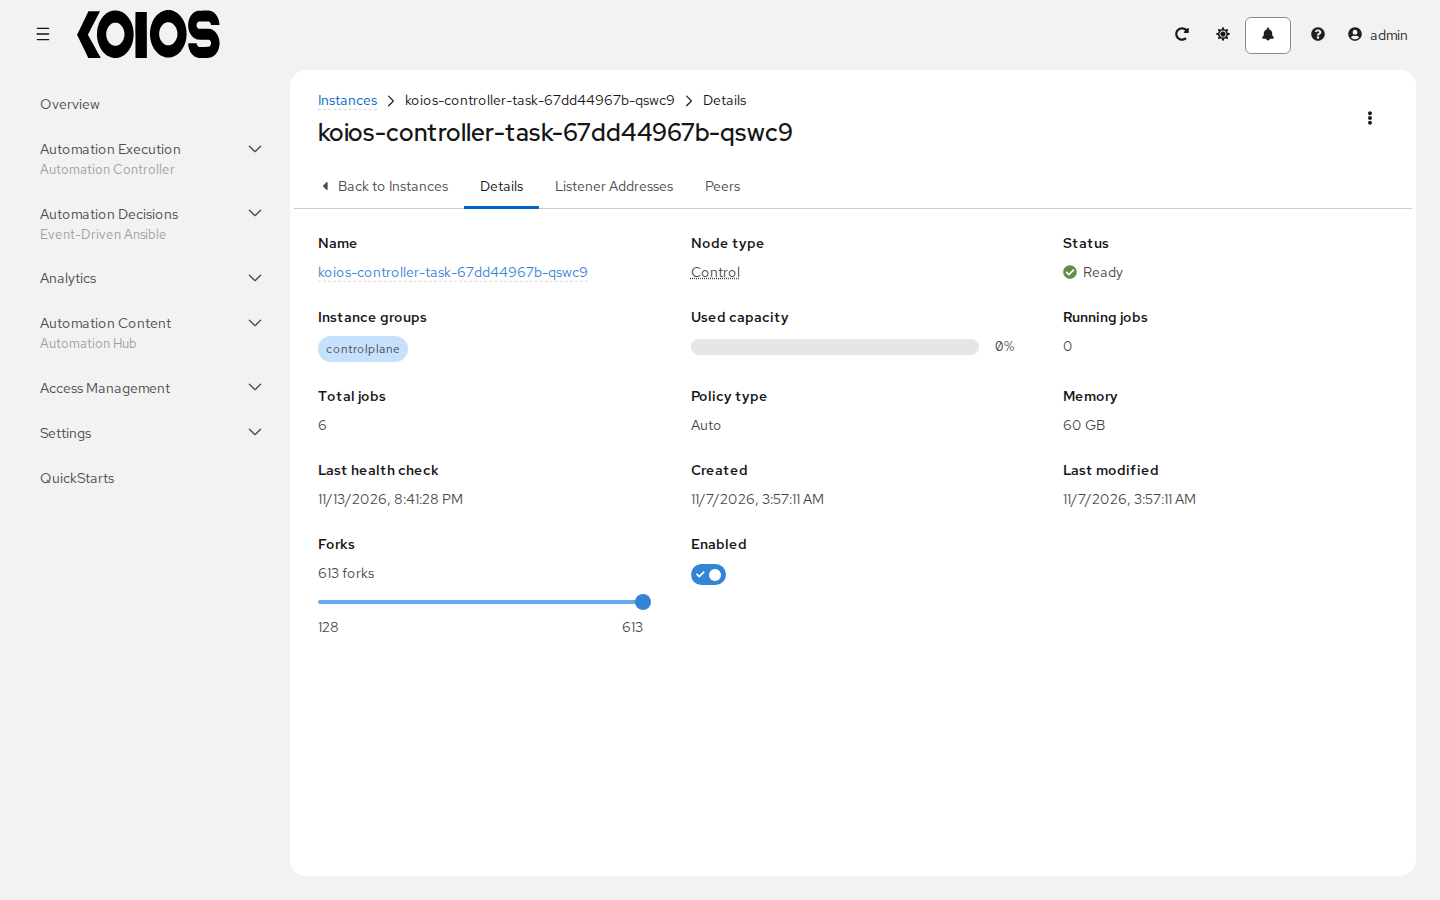 KOIOS
admin
Overview
Automation Execution
Automation Controller
Automation Decisions
Event-Driven Ansible
Analytics
Automation Content
Automation Hub
Access Management
Settings
QuickStarts
Instances koios-controller-task-67dd44967b-qswc9 Details
koios-controller-task-67dd44967b-qswc9
Back to Instances Details Listener Addresses Peers
Name
koios-controller-task-67dd44967b-qswc9
Node type
Control
Status
Ready
Instance groups
controlplane
Used capacity
0%
Running jobs
0
Total jobs
6
Policy type
Auto
Memory
60 GB
Last health check
11/13/2026, 8:41:28 PM
Created
11/7/2026, 3:57:11 AM
Last modified
11/7/2026, 3:57:11 AM
Forks
613 forks
128 613
Enabled